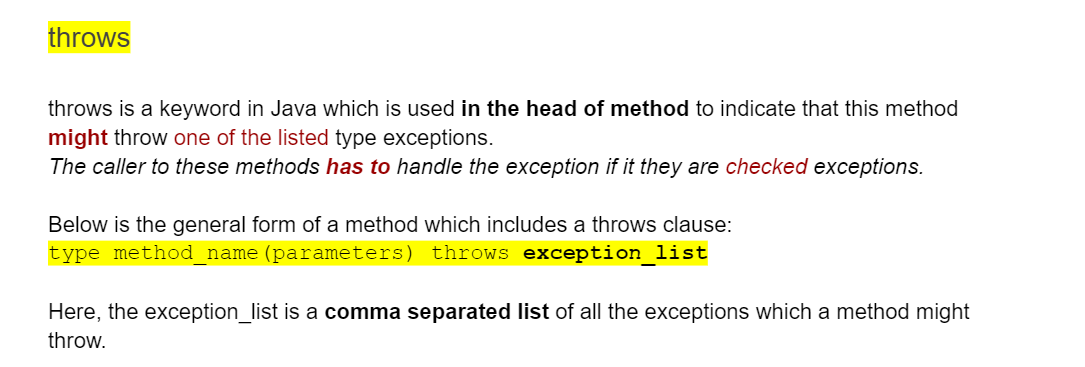 throws
throws is a keyword in Java which is used in the head of method to indicate that this method
might throw one of the listed type exceptions.
The caller to these methods has to handle the exception if it they are checked exceptions.
Below is the general form of a method which includes a throws clause:
type method_name(parameters) throws exception_list
Here, the exception_list is a comma separated list of all the exceptions which a method might
throw.